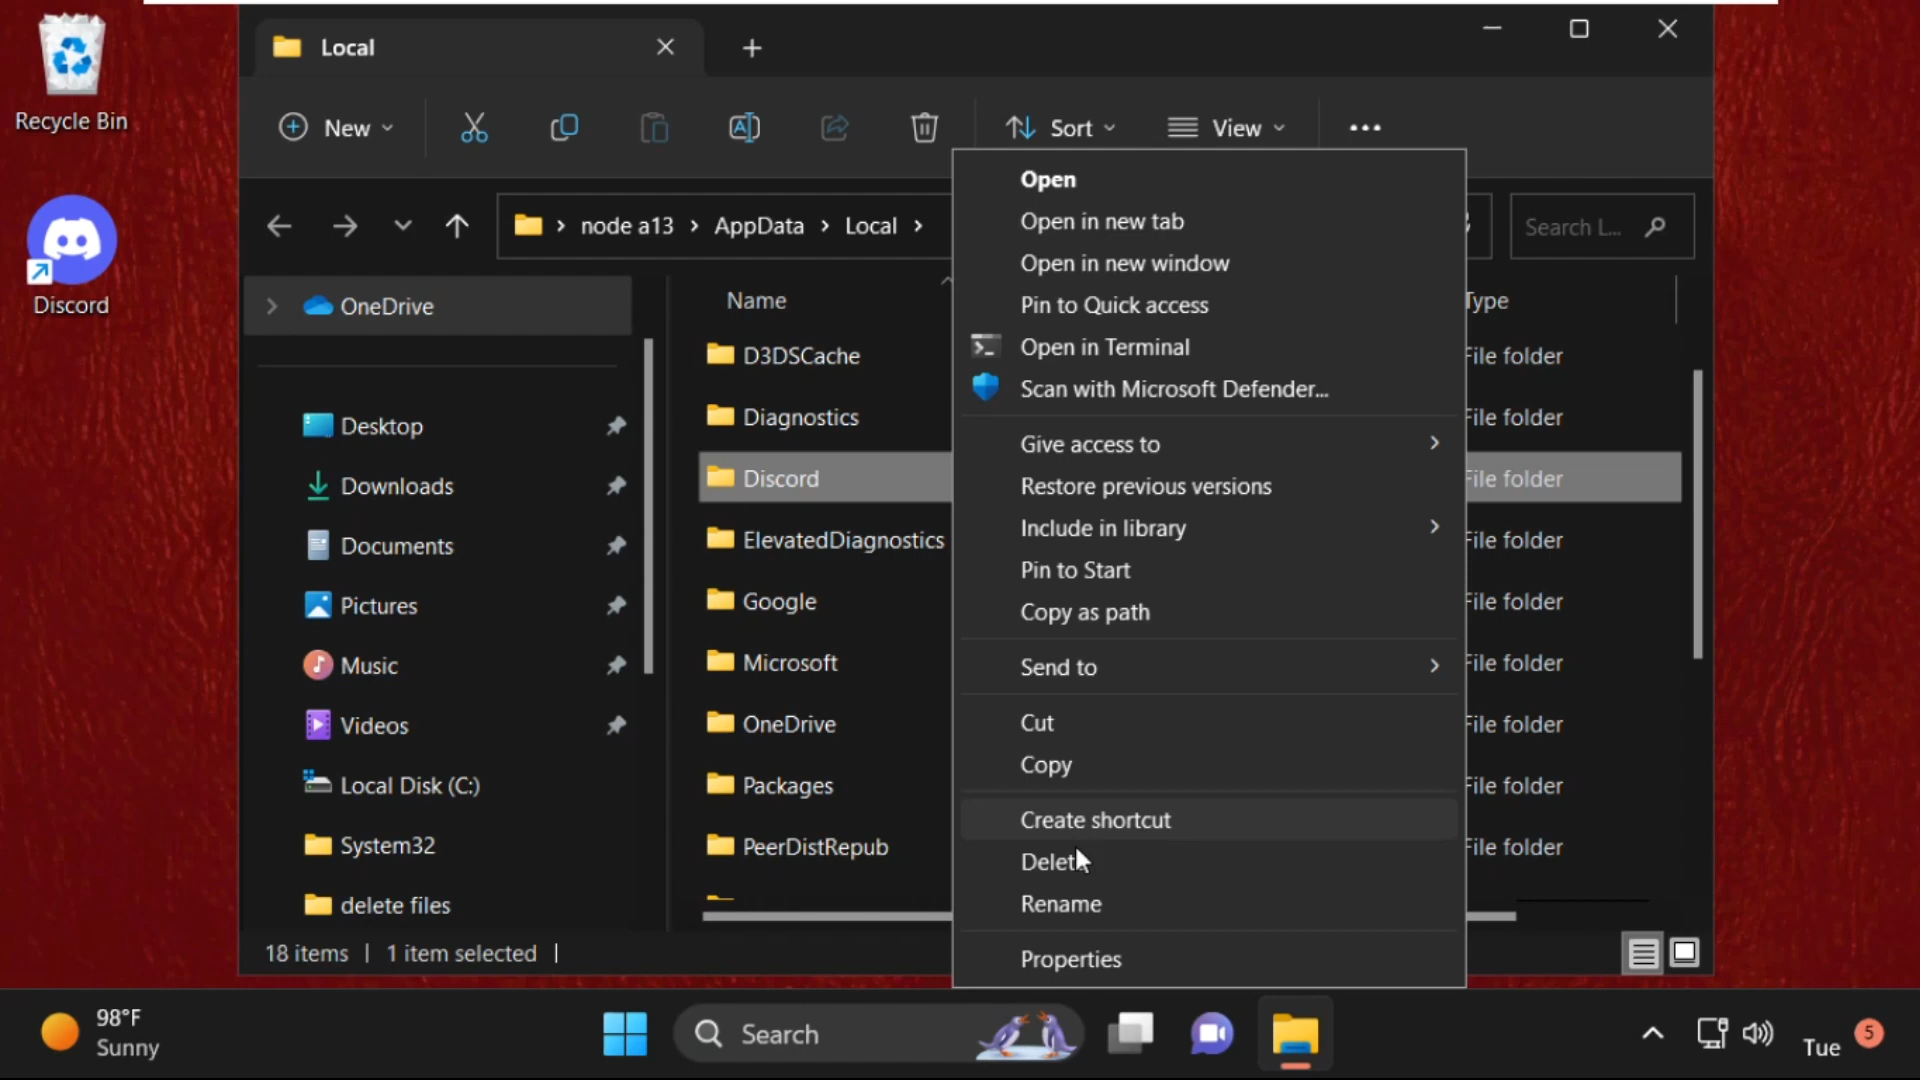 Recycle Bin
Discord
Local
New
Sort
View
node a13
AppData
Local
Search L...
OneDrive
Desktop
Downloads
Documents
Pictures
Music
Videos
Local Disk (C:)
System32
delete files
Name
Type
D3DSCache
File folder
Diagnostics
File folder
Discord
File folder
ElevatedDiagnostics
File folder
Google
File folder
Microsoft
File folder
OneDrive
File folder
Packages
File folder
PeerDistRepub
File folder
Open
Open in new tab
Open in new window
Pin to Quick access
Open in Terminal
Scan with Microsoft Defender...
Give access to
Restore previous versions
Include in library
Pin to Start
Copy as path
Send to
Cut
Copy
Create shortcut
Delete
Rename
Properties
18 items | 1 item selected |
98°F
Sunny
Search
Tue
5